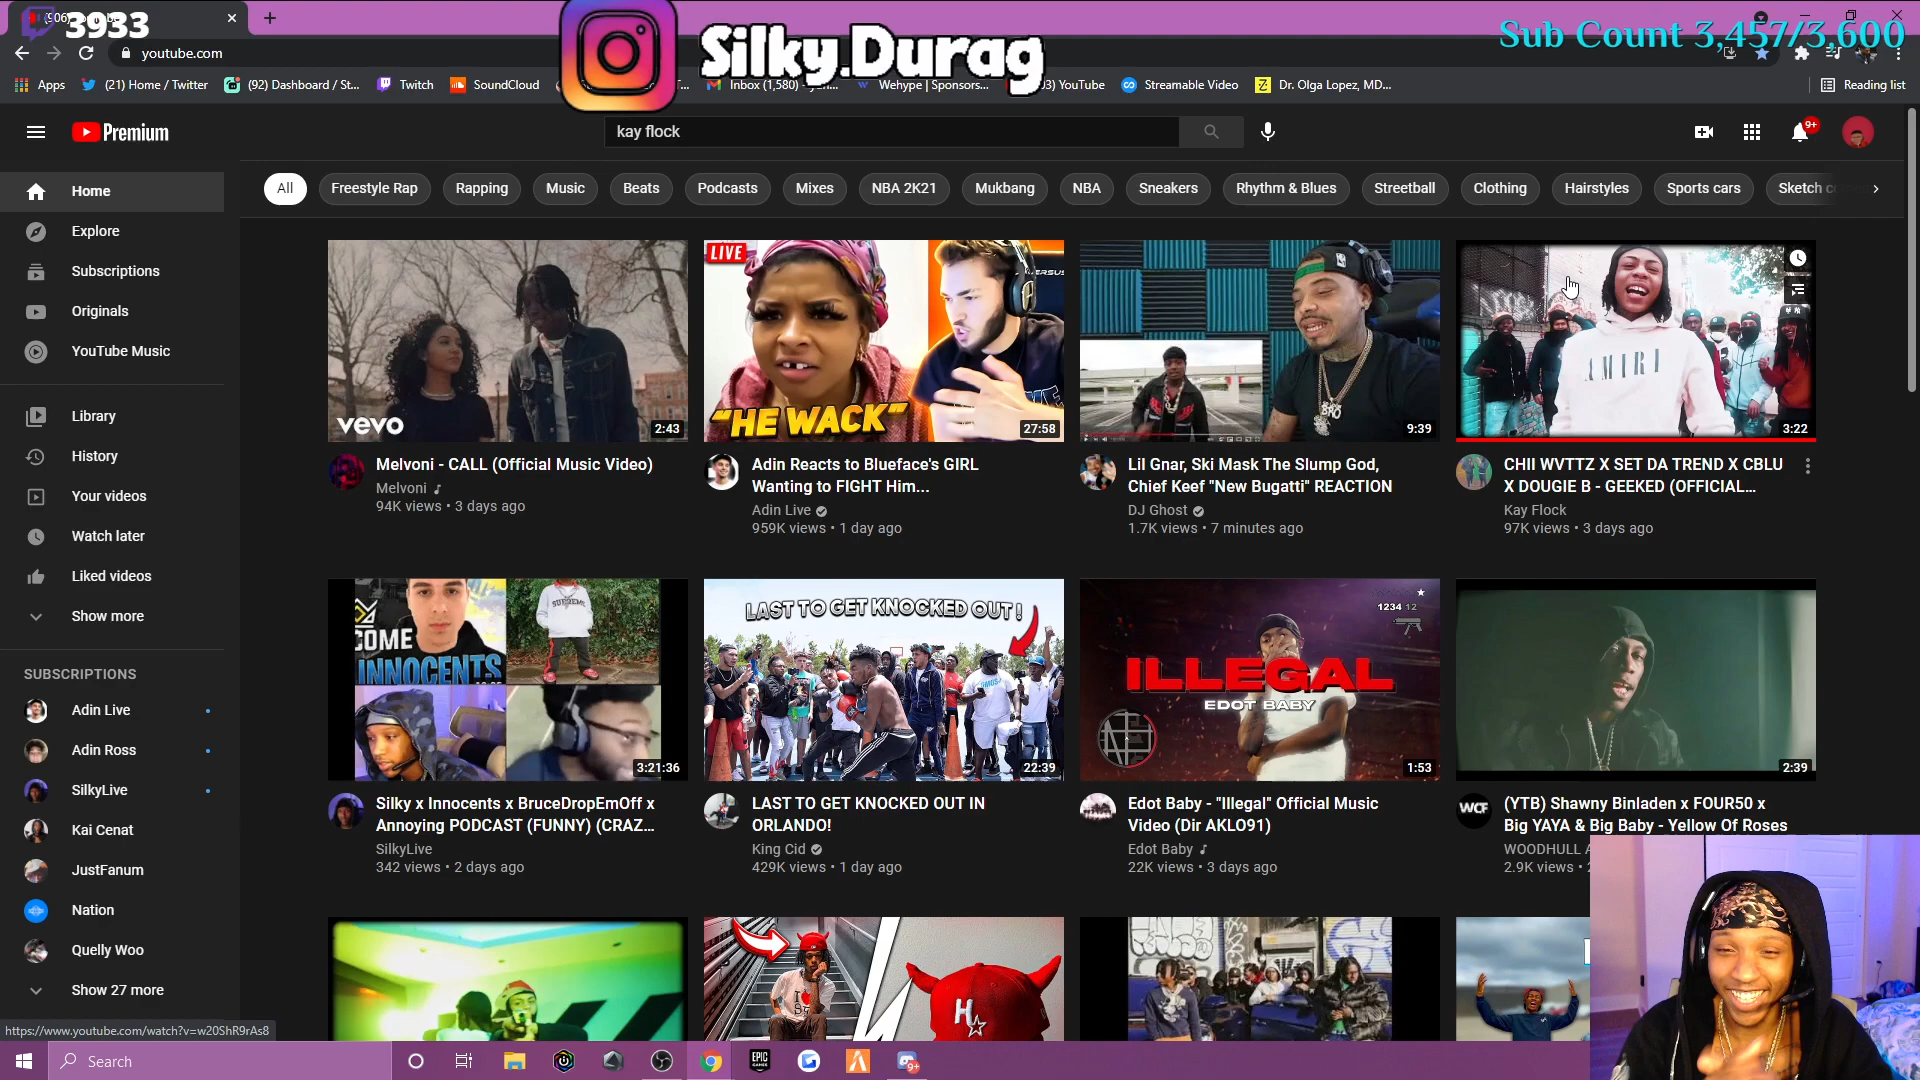 (906)
3933
Silky.Durag
Sub Count 3,457/3,600
youtube.com
Apps
(21) Home / Twitter
(92) Dashboard / St...
Twitch
SoundCloud
Inbox (1,580)
Wehype | Sponsors...
YouTube
Streamable Video
Dr. Olga Lopez, MD...
Reading list
Premium
kay flock
9+
Home
All
Freestyle Rap
Rapping
Music
Beats
Podcasts
Mixes
NBA 2K21
Mukbang
NBA
Sneakers
Rhythm & Blues
Streetball
Clothing
Hairstyles
Sports cars
Sketch
Explore
Subscriptions
Originals
YouTube Music
Library
History
Your videos
Watch later
Liked videos
Show more
SUBSCRIPTIONS
Adin Live
Adin Ross
SilkyLive
Kai Cenat
JustFanum
Nation
Quelly Woo
Show 27 more
vevo
2:43
Melvoni - CALL (Official Music Video)
Melvoni
94K views • 3 days ago
LIVE
"HE WACK"
27:58
Adin Reacts to Blueface's GIRL
Wanting to FIGHT Him...
Adin Live
959K views • 1 day ago
9:39
Lil Gnar, Ski Mask The Slump God,
Chief Keef "New Bugatti" REACTION
DJ Ghost
1.7K views • 7 minutes ago
AMIRI
3:22
CHII WVTTZ X SET DA TREND X CBLU
X DOUGIE B - GEEKED (OFFICIAL...
Kay Flock
97K views • 3 days ago
COME
INNOCENTS
3:21:36
Silky x Innocents x BruceDropEmOff x
Annoying PODCAST (FUNNY) (CRAZ...
SilkyLive
342 views • 2 days ago
LAST TO GET KNOCKED OUT!
22:39
LAST TO GET KNOCKED OUT IN
ORLANDO!
King Cid
429K views • 1 day ago
1234 12
ILLEGAL
EDOT BABY
1:53
Edot Baby - "Illegal" Official Music
Video (Dir AKLO91)
Edot Baby
22K views • 3 days ago
2:39
WCF
(YTB) Shawny Binladen x FOUR50 x
Big YAYA & Big Baby - Yellow Of Roses
WOODHULL
2.9K views •
H
https://www.youtube.com/watch?v=w20ShR9rAs8
Search
EPIC
GAMES
9+